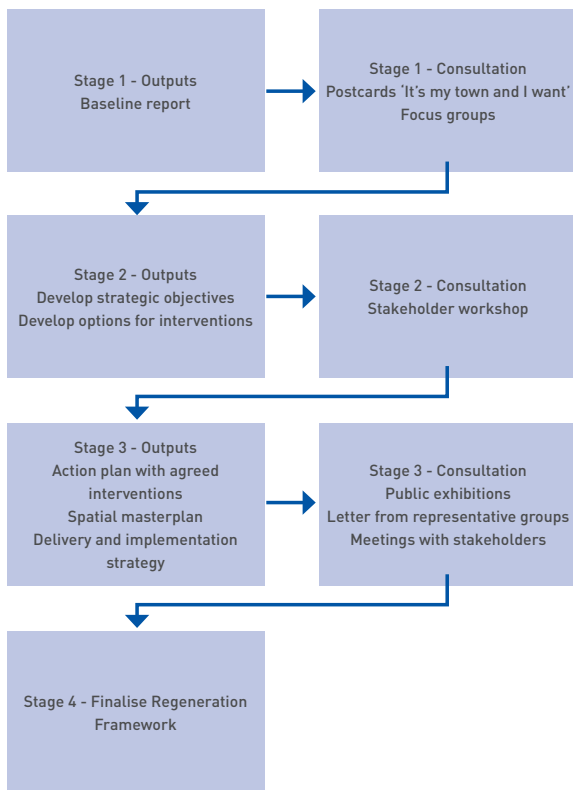 Stage 1 - Outputs
Baseline report
Stage 1 - Consultation
Postcards ‘It’s my town and I want’
Focus groups
Stage 2 - Outputs
Develop strategic objectives
Develop options for interventions
Stage 2 - Consultation
Stakeholder workshop
Stage 3 - Outputs
Action plan with agreed
interventions
Spatial masterplan
Delivery and implementation
strategy
Stage 3 - Consultation
Public exhibitions
Letter from representative groups
Meetings with stakeholders
Stage 4 - Finalise Regeneration
Framework